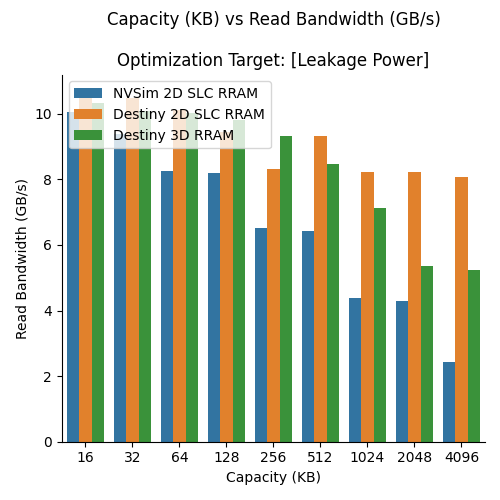 Capacity (KB) vs Read Bandwidth (GB/s)
Optimization Target: [Leakage Power]
NVSim 2D SLC RRAM
Destiny 2D SLC RRAM
Destiny 3D RRAM
Read Bandwidth (GB/s)
10
8
6
4
2
0
16 32 64 128 256 512 1024 2048 4096
Capacity (KB)